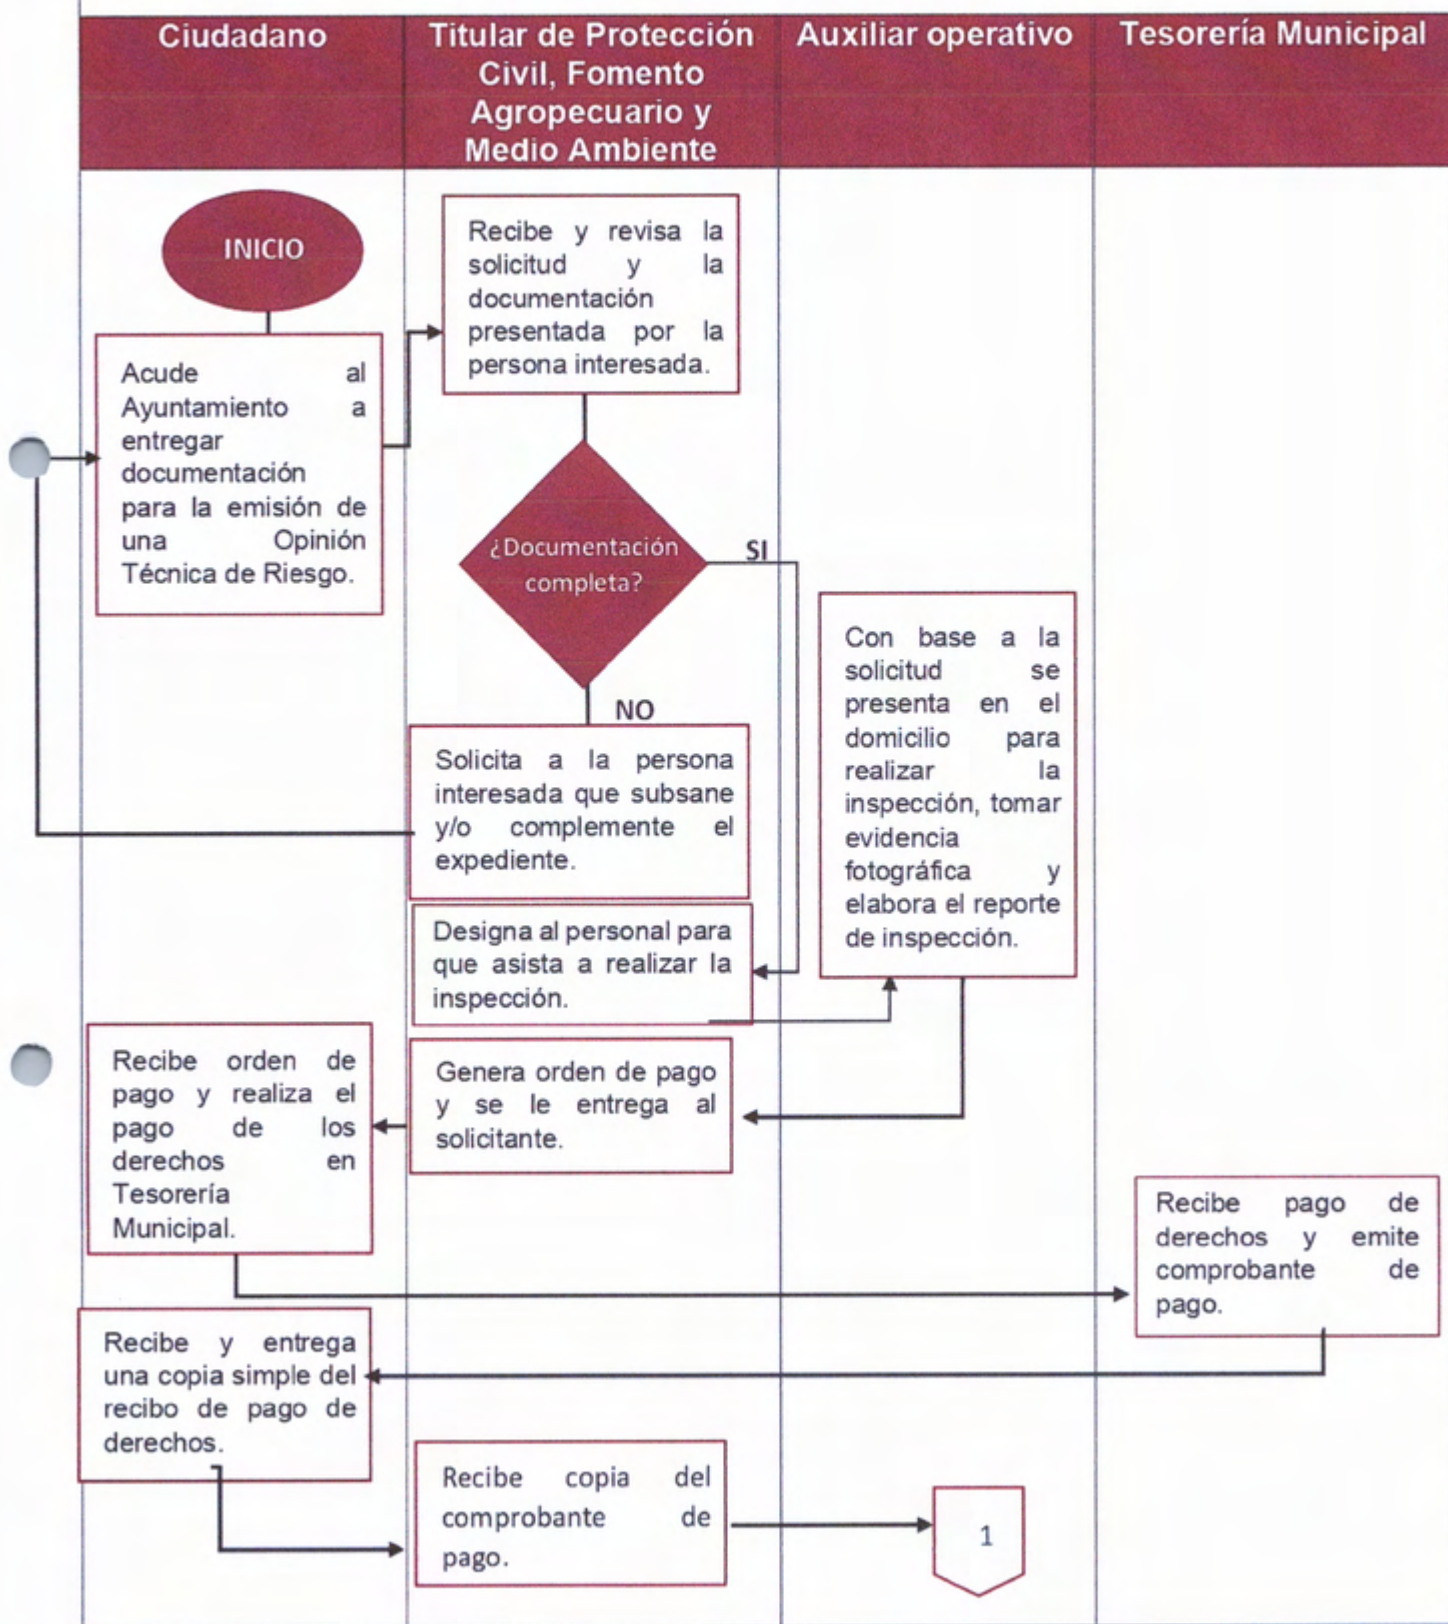 Ciudadano
Titular de Protección
Civil, Fomento
Agropecuario y
Medio Ambiente
Auxiliar operativo
Tesorería Municipal
INICIO
Acude al
Ayuntamiento a
entregar
documentación
para la emisión de
una Opinión
Técnica de Riesgo.
Recibe y revisa la
solicitud y la
documentación
presentada por la
persona interesada.
¿Documentación
completa?
SI
NO
Solicita a la persona
interesada que subsane
y/o complemente el
expediente.
Designa al personal para
que asista a realizar la
inspección.
Con base a la
solicitud se
presenta en el
domicilio para
realizar la
inspección, tomar
evidencia
fotográfica y
elabora el reporte
de inspección.
Genera orden de pago
y se le entrega al
solicitante.
Recibe orden de
pago y realiza el
pago de los
derechos en
Tesorería
Municipal.
Recibe pago de
derechos y emite
comprobante de
pago.
Recibe y entrega
una copia simple del
recibo de pago de
derechos.
Recibe copia del
comprobante de
pago.
1